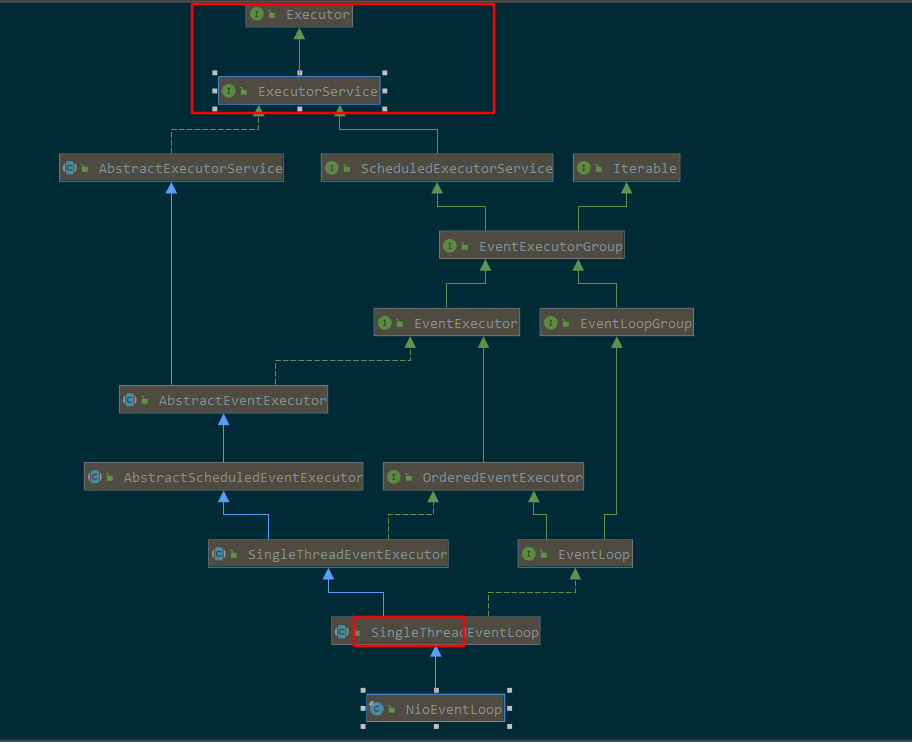 Executor
ExecutorService
AbstractExecutorService
ScheduledExecutorService
Iterable
EventExecutorGroup
EventExecutor
EventLoopGroup
AbstractEventExecutor
AbstractScheduledEventExecutor
OrderedEventExecutor
SingleThreadEventExecutor
EventLoop
SingleThreadEventLoop
NioEventLoop